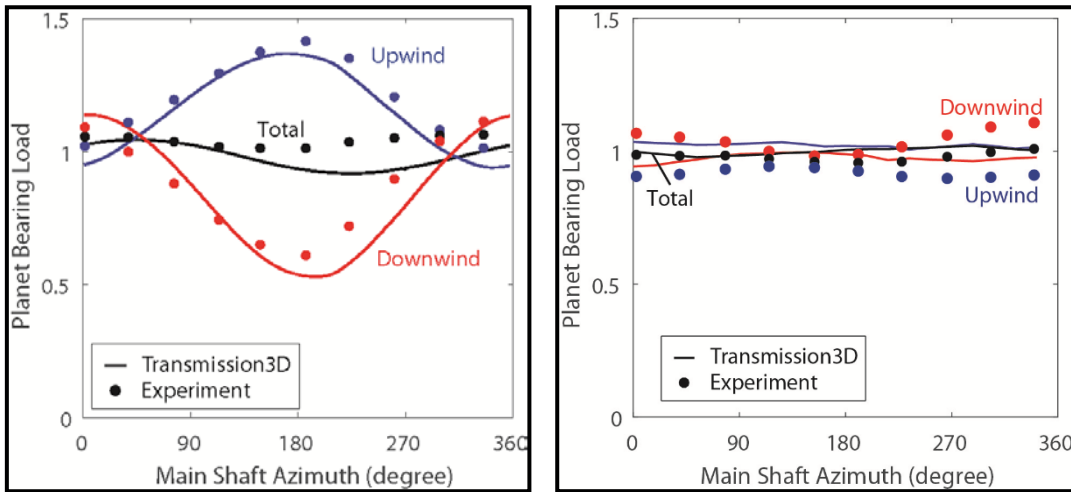 1.5
Upwind
Total
1
Planet Bearing Load
0.5
Downwind
Transmission3D
Experiment
0
0 90 180 270 360
Main Shaft Azimuth (degree)
1.5
Downwind
1
Total
Upwind
Planet Bearing Load
0.5
Transmission3D
Experiment
0
0 90 180 270 360
Main Shaft Azimuth (degree)